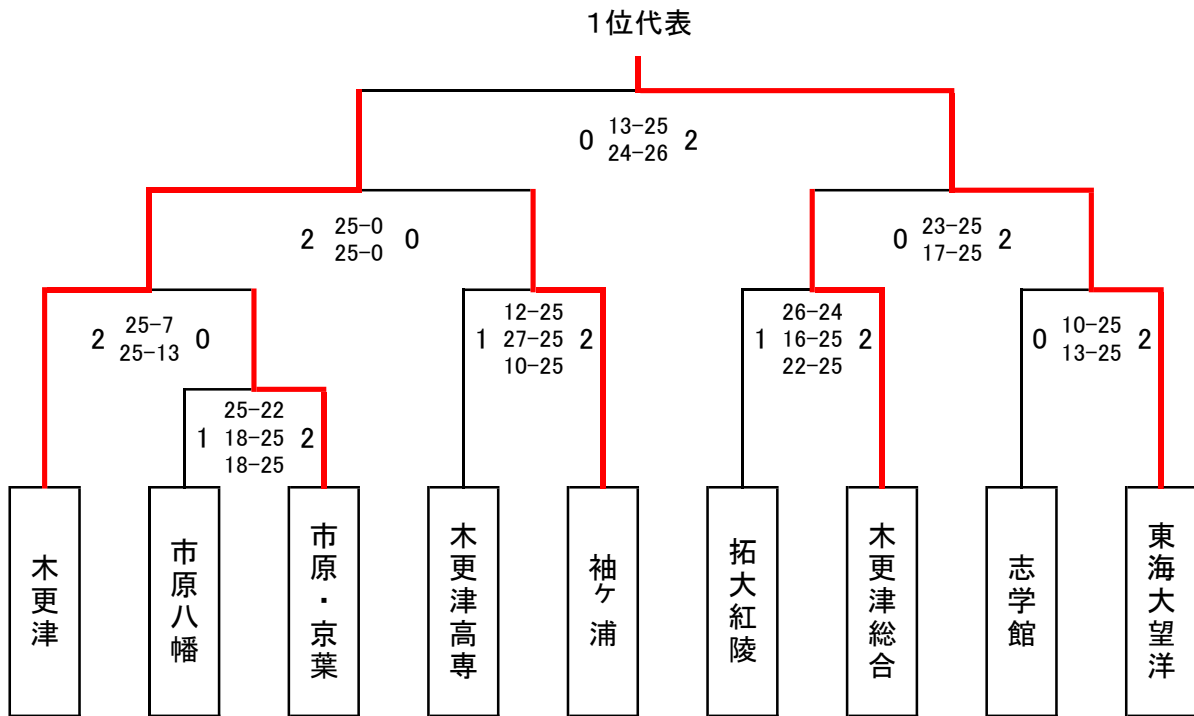 1位代表
0 13-25 2
24-26
2 25-0 0
25-0
0 23-25 2
17-25
2 25-7 0
25-13
12-25
1 27-25 2
10-25
26-24
1 16-25 2
22-25
0 10-25 2
13-25
25-22
1 18-25 2
18-25
木更津
市原八幡
市原・京葉
木更津高専
袖ケ浦
拓大紅陵
木更津総合
志学館
東海大望洋